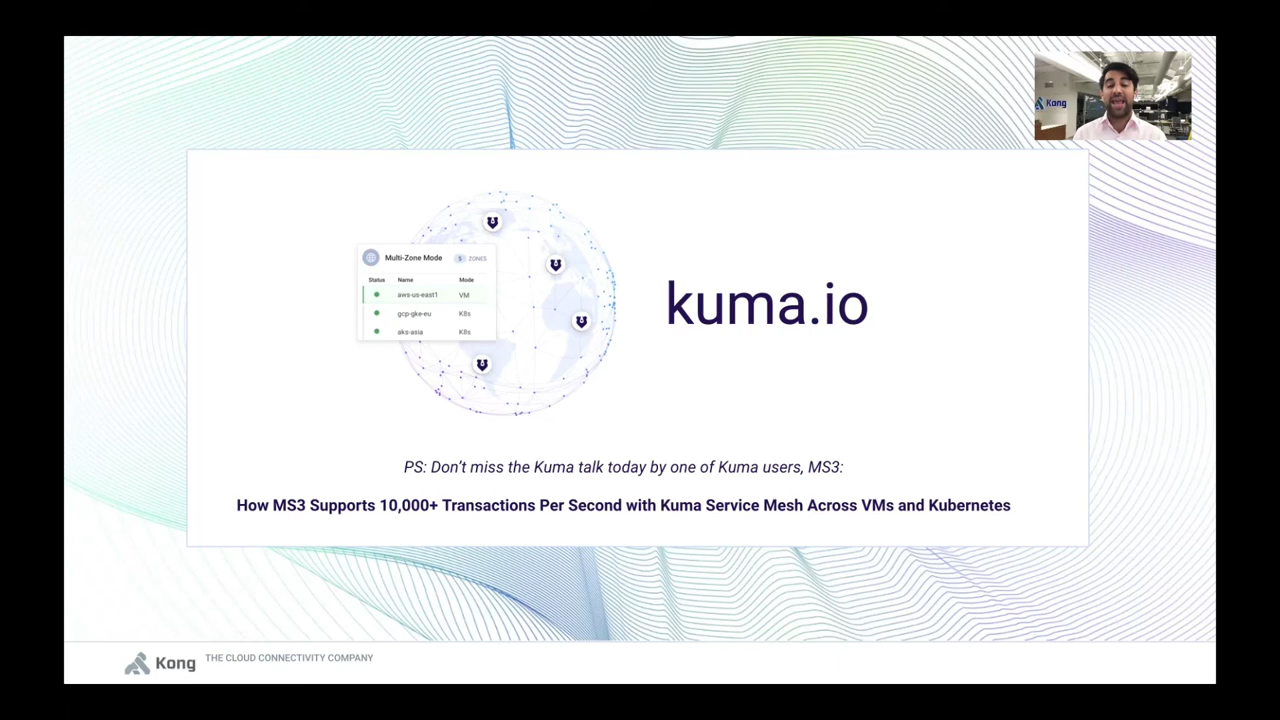 Kong
Multi-Zone Mode
5 ZONES
Status Name Mode
aws-us-east1 VM
gcp-gke-eu K8s
aks-asia K8s
kuma.io
PS: Don't miss the Kuma talk today by one of Kuma users, MS3:
How MS3 Supports 10,000+ Transactions Per Second with Kuma Service Mesh Across VMs and Kubernetes
Kong THE CLOUD CONNECTIVITY COMPANY